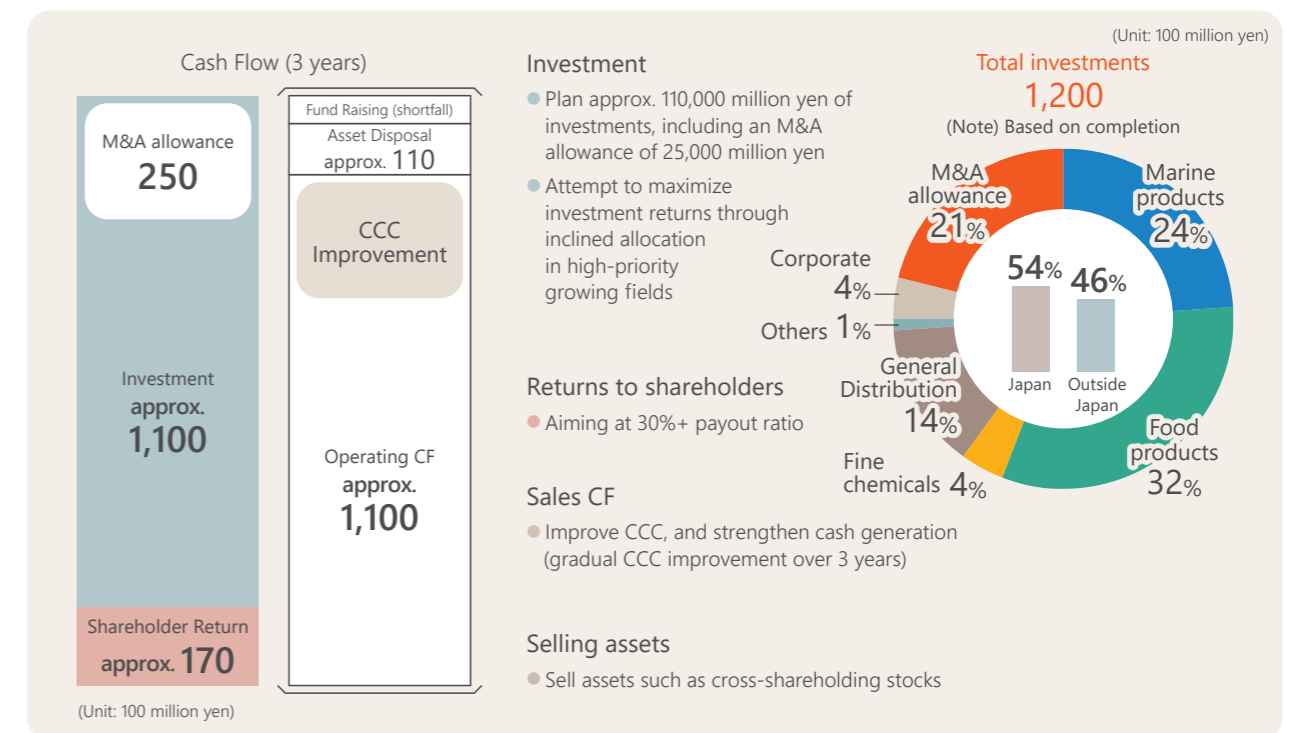 Cash Flow (3 years)
M&A allowance
250
Investment
approx.
1,100
Shareholder Return
approx. 170
(Unit: 100 million yen)
Fund Raising (shortfall)
Asset Disposal
approx. 110
CCC
Improvement
Operating CF
approx.
1,100
Investment
Plan approx. 110,000 million yen of
investments, including an M&A
allowance of 25,000 million yen
Attempt to maximize
investment returns through
inclined allocation
in high-priority
growing fields
Returns to shareholders
Aiming at 30%+ payout ratio
Sales CF
Improve CCC, and strengthen cash generation
(gradual CCC improvement over 3 years)
Selling assets
Sell assets such as cross-shareholding stocks
(Unit: 100 million yen)
Total investments
1,200
(Note) Based on completion
M&A
allowance
21%
Marine
products
24%
Corporate
4%
Others 1%
General
Distribution
14%
Fine
chemicals 4%
Food
products
32%
54%
Japan
46%
Outside
Japan